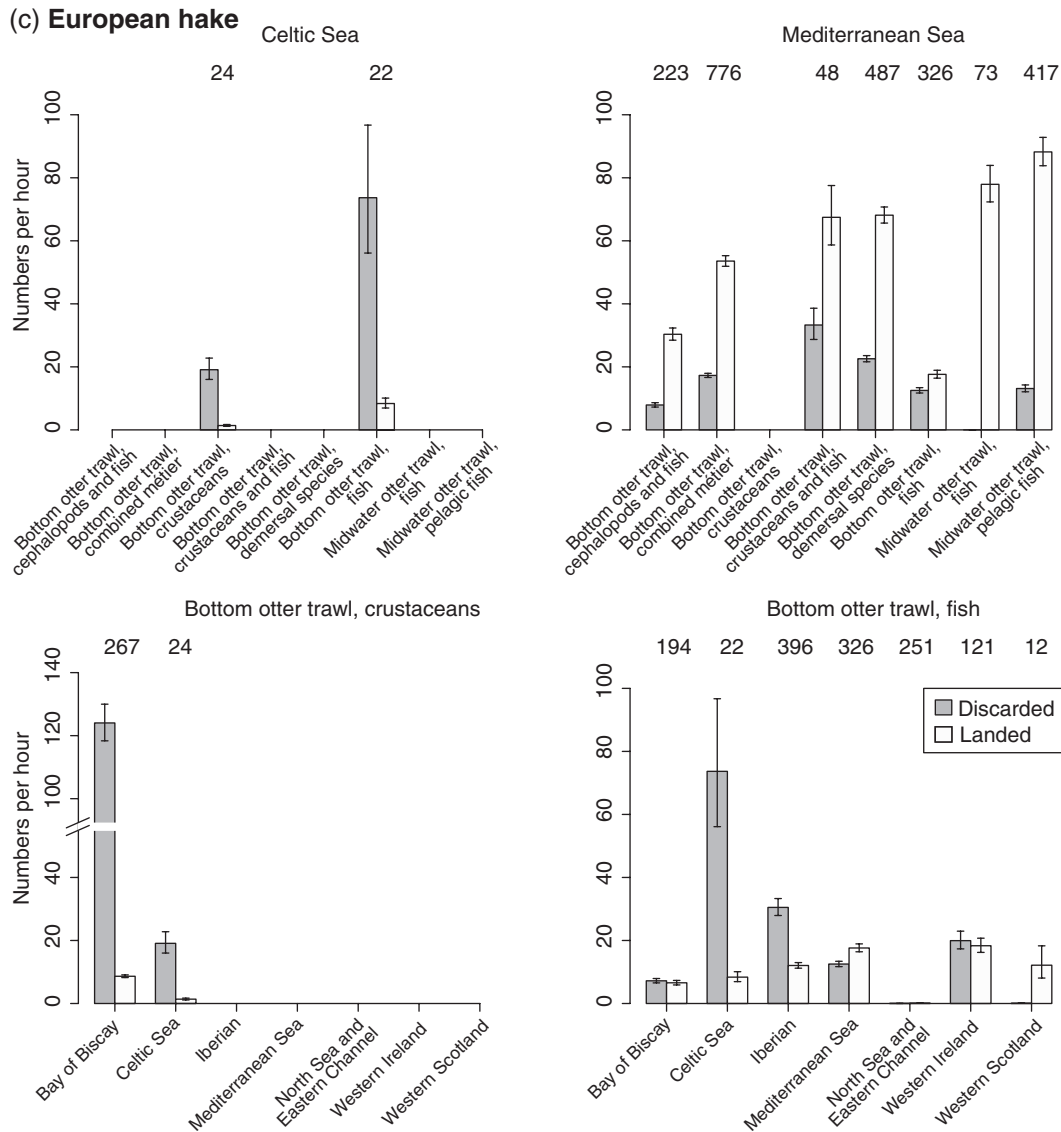 (c) European hake
Celtic Sea
24 22
Numbers per hour
100
80
60
40
20
0
Bottom otter trawl,
cephalopods and fish
Bottom otter trawl,
combined métier
Bottom otter trawl,
crustaceans
Bottom otter trawl,
crustaceans and fish
Bottom otter trawl,
demersal species
Bottom otter trawl,
fish
Midwater otter trawl,
fish
Midwater otter trawl,
pelagic fish
Mediterranean Sea
223 776 48 487 326 73 417
100
80
60
40
20
0
Bottom otter trawl,
cephalopods and fish
Bottom otter trawl,
combined métier
Bottom otter trawl,
crustaceans
Bottom otter trawl,
crustaceans and fish
Bottom otter trawl,
demersal species
Bottom otter trawl,
fish
Midwater otter trawl,
fish
Midwater otter trawl,
pelagic fish
Bottom otter trawl, crustaceans
267 24
Numbers per hour
140
120
100
40
20
0
Bay of Biscay
Celtic Sea
Iberian
Mediterranean Sea
North Sea and
Eastern Channel
Western Ireland
Western Scotland
Bottom otter trawl, fish
194 22 396 326 251 121 12
100
80
60
40
20
0
Discarded
Landed
Bay of Biscay
Celtic Sea
Iberian
Mediterranean Sea
North Sea and
Eastern Channel
Western Ireland
Western Scotland